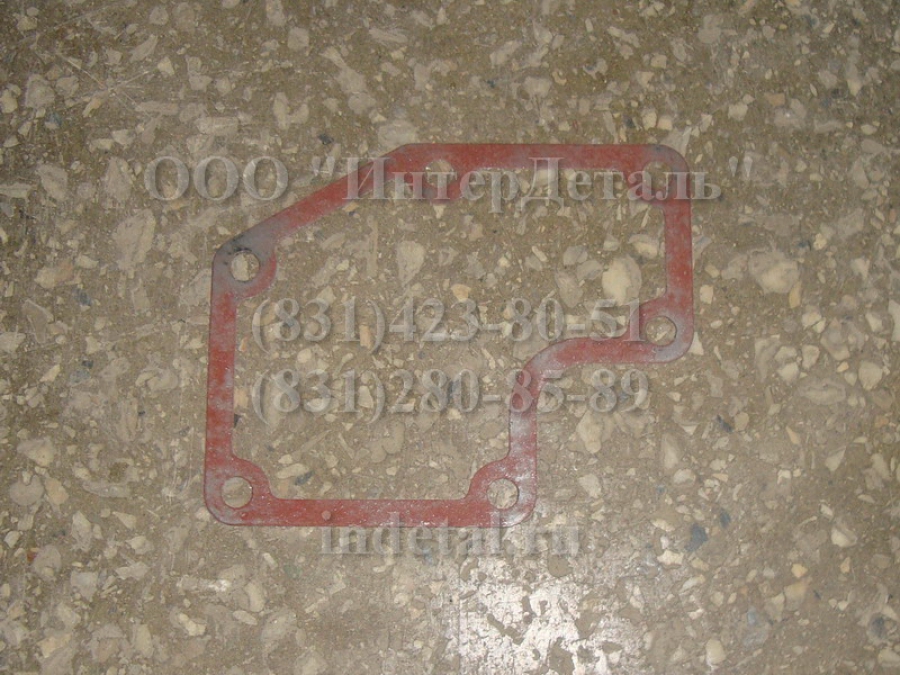 ООО "ИнтерДеталь"
(831)423-80-51
(831)280-85-89
indetal.ru